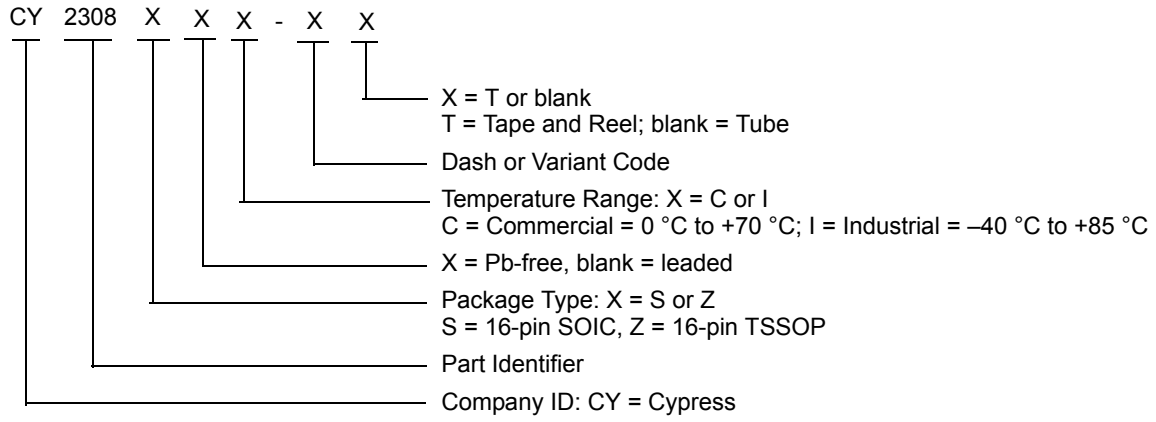 CY 2308 X X X - X X
X = T or blank
T = Tape and Reel; blank = Tube
Dash or Variant Code
Temperature Range: X = C or I
C = Commercial = 0 °C to +70 °C; I = Industrial = –40 °C to +85 °C
X = Pb-free, blank = leaded
Package Type: X = S or Z
S = 16-pin SOIC, Z = 16-pin TSSOP
Part Identifier
Company ID: CY = Cypress